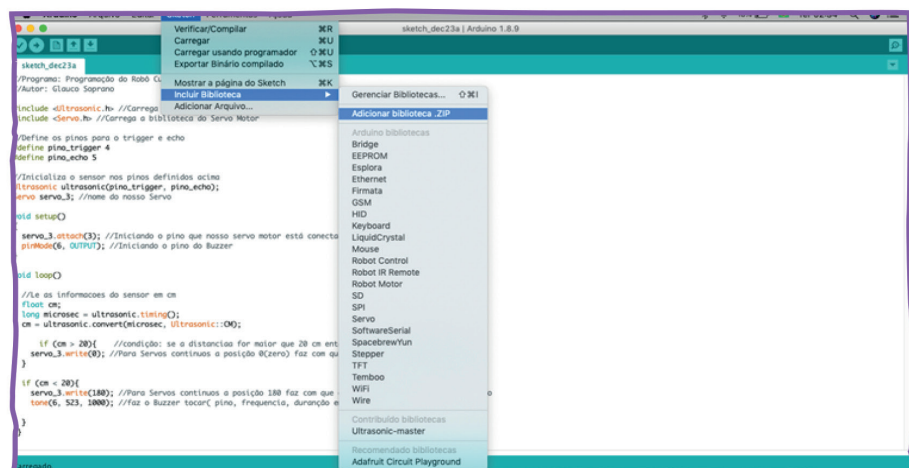 sketch_dec23a | Arduino 1.8.9
Verificar/Compilar ⌘R
Carregar ⌘U
Carregar usando programador ⇧⌘U
Exportar Binário compilado ⌥⌘S
Mostrar a página do Sketch ⌘K
Incluir Biblioteca
Adicionar Arquivo...
Gerenciar Bibliotecas... ⇧⌘I
Adicionar biblioteca .ZIP
Arduino bibliotecas
Bridge
EEPROM
Esplora
Ethernet
Firmata
GSM
HID
Keyboard
LiquidCrystal
Mouse
Robot Control
Robot IR Remote
Robot Motor
SD
SPI
Servo
SoftwareSerial
SpacebrewYun
Stepper
TFT
Temboo
WiFi
Wire
Contribuído bibliotecas
Ultrasonic-master
Recomendado bibliotecas
Adafruit Circuit Playground
sketch_dec23a
/Programa: Programação do Robô
/Autor: Glauco Soprano
include <Ultrasonic.h> //Carrega
include <Servo.h> //Carrega a biblioteca do Servo Motor
/Define os pinos para o trigger e echo
define pino_trigger 4
define pino_echo 5
/Inicializa o sensor nos pinos definidos acima
ltrasonic ultrasonic(pino_trigger, pino_echo);
ervo servo_3; //nome do nosso Servo
oid setup()
servo_3.attach(3); //Iniciando o pino que nosso servo motor está conecta
pinMode(6, OUTPUT); //Iniciando o pino do Buzzer
oid loop()
//Le as informacoes do sensor em cm
float cm;
long microsec = ultrasonic.timing();
cm = ultrasonic.convert(microsec, Ultrasonic::CM);
if (cm > 20){ //condição: se a distanciaa for maior que 20 cm ent
servo_3.write(0); //Para Servos continuos a posição 0(zero) faz com qu
}
if (cm < 20){
servo_3.write(180); //Para Servos continuos a posição 180 faz com que
tone(6, 523, 1000); //faz o Buzzer tocar( pino, frequencia, duranção e
}